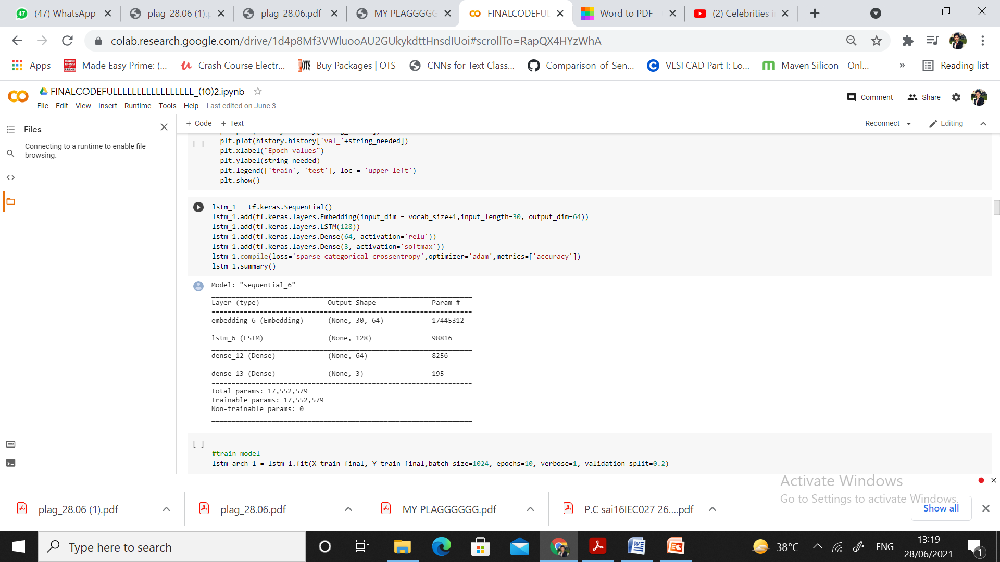 (47) WhatsApp
plag_28.06 (1).p
plag_28.06.pdf
MY PLAGGGGG
FINALCODEFUL
Word to PDF -
(2) Celebrities i
colab.research.google.com/drive/1d4p8Mf3VWluooAU2GUkykdttHnsdIUoi#scrollTo=RapQX4HYzWhA
Apps
Made Easy Prime: (...
Crash Course Electr...
Buy Packages | OTS
CNNs for Text Class...
Comparison-of-Sen...
VLSI CAD Part I: Lo...
Maven Silicon - Onl...
»
Reading list
FINALCODEFULLLLLLLLLLLLLLLLL_(10)2.ipynb
Comment
Share
File Edit View Insert Runtime Tools Help Last edited on June 3
Files
+ Code + Text
Reconnect
Editing
Connecting to a runtime to enable file
browsing.
[ ]
plt.plot(history.history['val_'+string_needed])
plt.xlabel("Epoch values")
plt.ylabel(string_needed)
plt.legend(['train', 'test'], loc = 'upper left')
plt.show()
lstm_1 = tf.keras.Sequential()
lstm_1.add(tf.keras.layers.Embedding(input_dim = vocab_size+1,input_length=30, output_dim=64))
lstm_1.add(tf.keras.layers.LSTM(128))
lstm_1.add(tf.keras.layers.Dense(64, activation='relu'))
lstm_1.add(tf.keras.layers.Dense(3, activation='softmax'))
lstm_1.compile(loss='sparse_categorical_crossentropy',optimizer='adam',metrics=['accuracy'])
lstm_1.summary()
Model: "sequential_6"
Layer (type) Output Shape Param #
embedding_6 (Embedding) (None, 30, 64) 17445312
lstm_6 (LSTM) (None, 128) 98816
dense_12 (Dense) (None, 64) 8256
dense_13 (Dense) (None, 3) 195
Total params: 17,552,579
Trainable params: 17,552,579
Non-trainable params: 0
[ ]
#train model
lstm_arch_1 = lstm_1.fit(X_train_final, Y_train_final,batch_size=1024, epochs=10, verbose=1, validation_split=0.2)
Activate Windows
Go to Settings to activate Windows.
plag_28.06 (1).pdf
plag_28.06.pdf
MY PLAGGGGGG.pdf
P.C sai16IEC027 26....pdf
Show all
Type here to search
38°C
ENG
13:19
28/06/2021
1